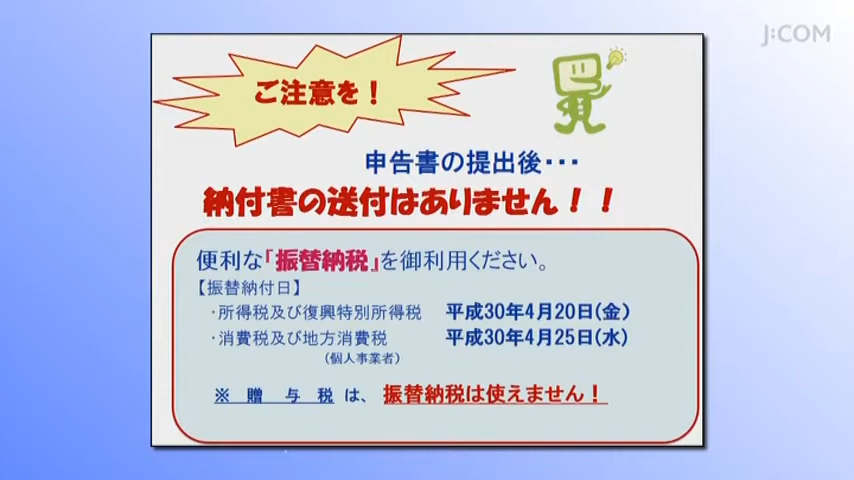 J:COM
ご注意を！
申告書の提出後･･･
納付書の送付はありません！！
便利な『振替納税』を御利用ください。
【振替納付日】
・所得税及び復興特別所得税 平成30年4月20日(金)
・消費税及び地方消費税 平成30年4月25日(水)
（個人事業者）
※ 贈 与 税 は、 振替納税は使えません！